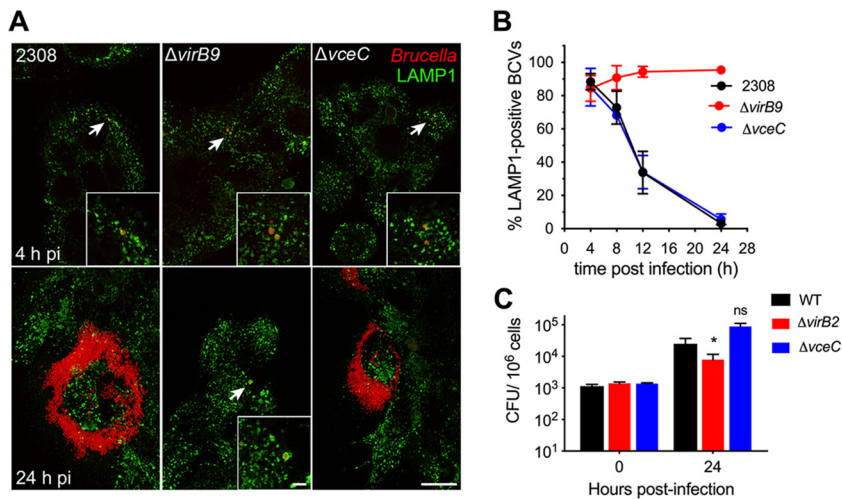 A
2308
ΔvirB9
ΔvceC
Brucella
LAMP1
4 h pi
24 h pi
B
% LAMP1-positive BCVs
100
80
60
40
20
0
0 4 8 12 16 20 24 28
time post infection (h)
2308
ΔvirB9
ΔvceC
C
CFU/ 10⁶ cells
10⁵
10⁴
10³
10²
10¹
*
ns
0 24
Hours post-infection
WT
ΔvirB2
ΔvceC